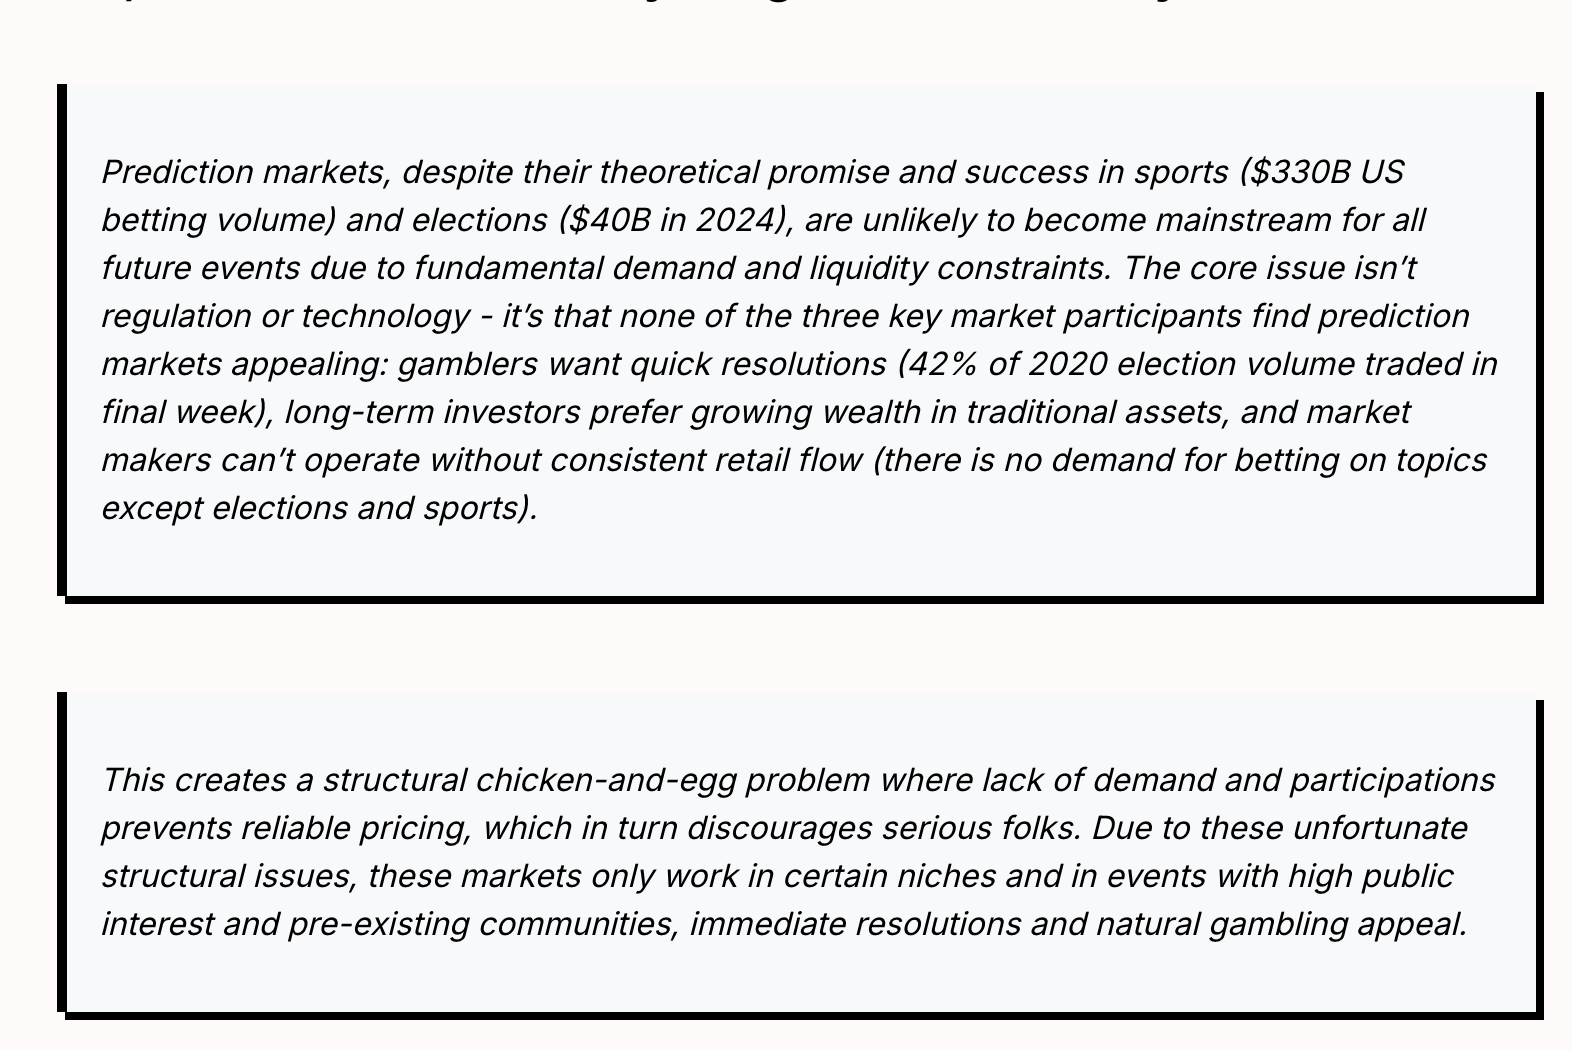 Prediction markets, despite their theoretical promise and success in sports ($330B US
betting volume) and elections ($40B in 2024), are unlikely to become mainstream for all
future events due to fundamental demand and liquidity constraints. The core issue isn’t
regulation or technology - it’s that none of the three key market participants find prediction
markets appealing: gamblers want quick resolutions (42% of 2020 election volume traded in
final week), long-term investors prefer growing wealth in traditional assets, and market
makers can’t operate without consistent retail flow (there is no demand for betting on topics
except elections and sports).
This creates a structural chicken-and-egg problem where lack of demand and participations
prevents reliable pricing, which in turn discourages serious folks. Due to these unfortunate
structural issues, these markets only work in certain niches and in events with high public
interest and pre-existing communities, immediate resolutions and natural gambling appeal.